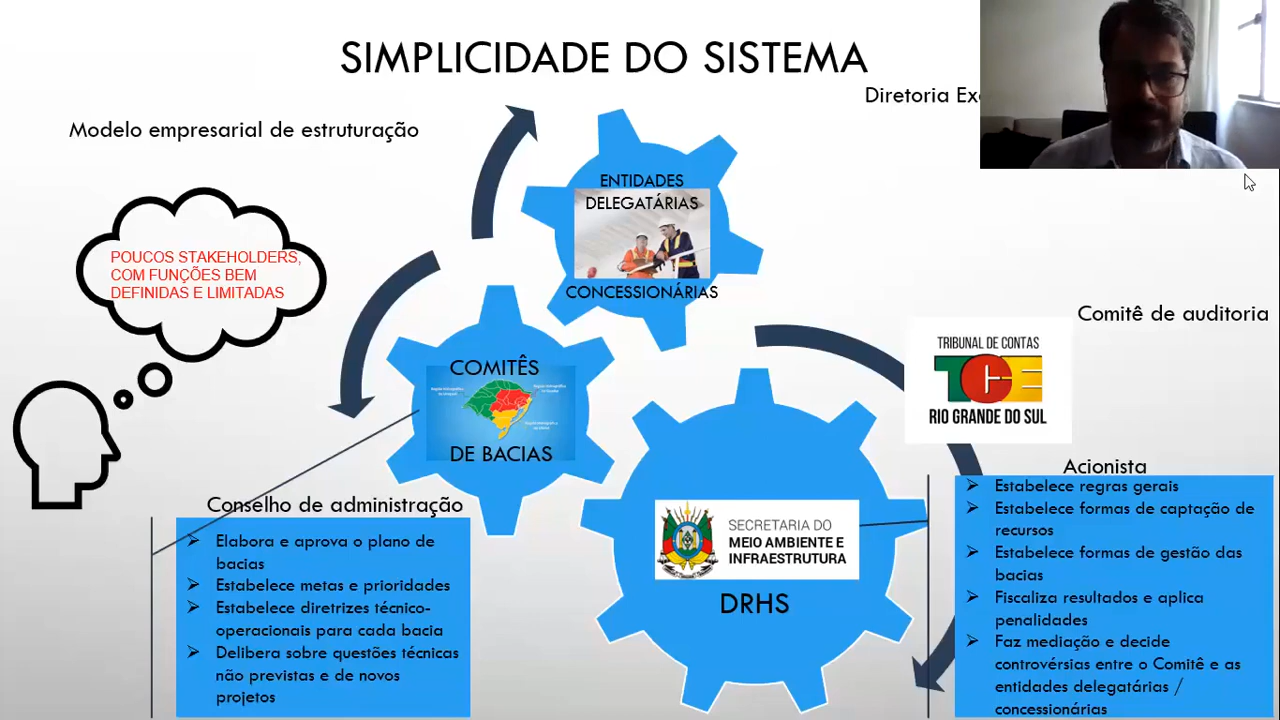 SIMPLICIDADE DO SISTEMA
Diretoria
Modelo empresarial de estruturação
ENTIDADES
DELEGATÁRIAS
CONCESSIONÁRIAS
POUCOS STAKEHOLDERS,
COM FUNÇÕES BEM
DEFINIDAS E LIMITADAS
Comitê de auditoria
TRIBUNAL DE CONTAS
TCE
RIO GRANDE DO SUL
COMITÊS
DE BACIAS
Conselho de administração
Elabora e aprova o plano de
bacias
Estabelece metas e prioridades
Estabelece diretrizes técnico-
operacionais para cada bacia
Delibera sobre questões técnicas
não previstas e de novos
projetos
SECRETARIA DO
MEIO AMBIENTE E
INFRAESTRUTURA
DRHS
Acionista
Estabelece regras gerais
Estabelece formas de captação de
recursos
Estabelece formas de gestão das
bacias
Fiscaliza resultados e aplica
penalidades
Faz mediação e decide
controvérsias entre o Comitê e as
entidades delegatárias /
concessionárias